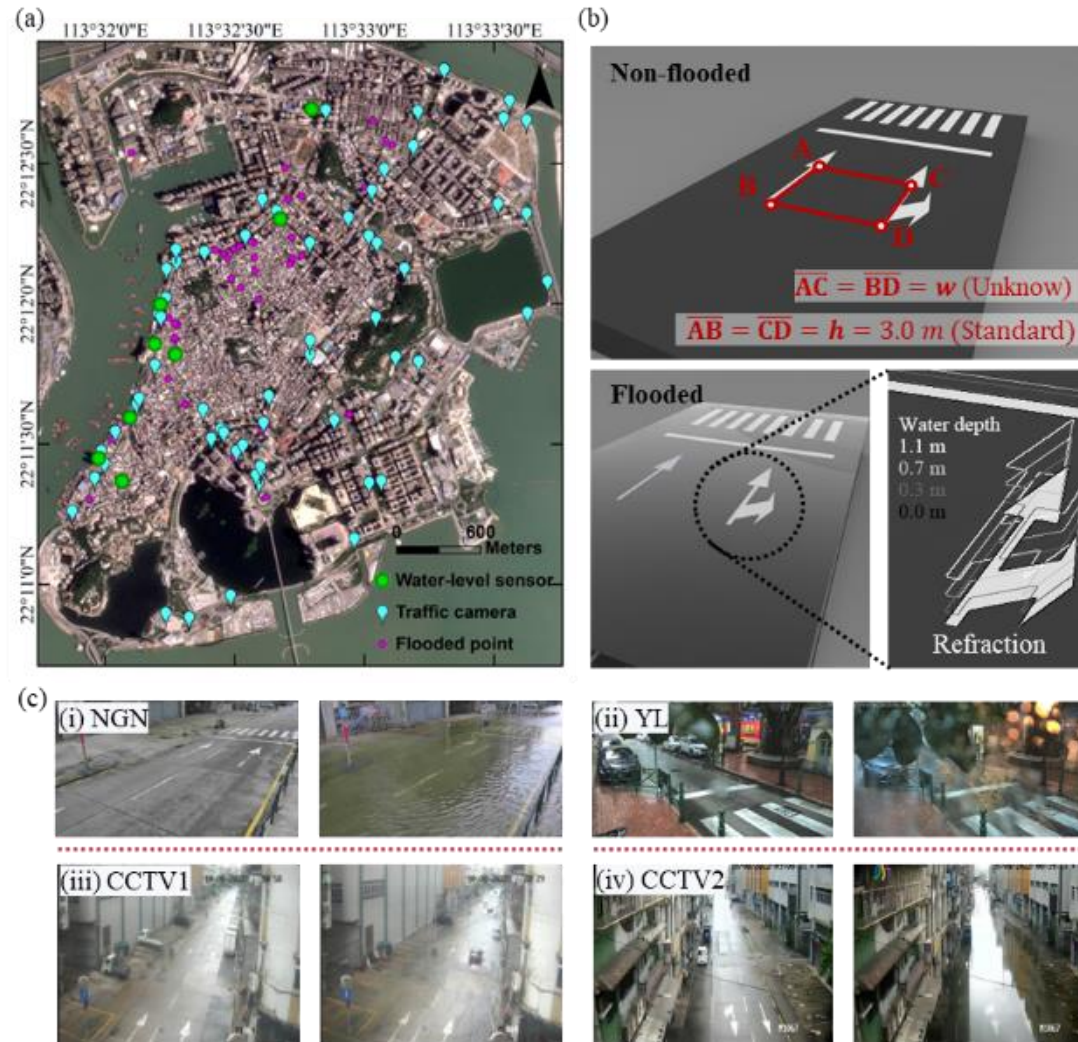 (a)
113°32'0"E 113°32'30"E 113°33'0"E 113°33'30"E
22°12'30"N
22°12'0"N
22°11'30"N
22°11'0"N
0 600
Meters
Water-level sensor
Traffic camera
Flooded point
(b)
Non-flooded
A
B
C
D
AC = BD = w (Unknow)
AB = CD = h = 3.0 m (Standard)
Flooded
Water depth
1.1 m
0.7 m
0.3 m
0.0 m
Refraction
(c)
(i) NGN
(ii) YL
(iii) CCTV1
(iv) CCTV2